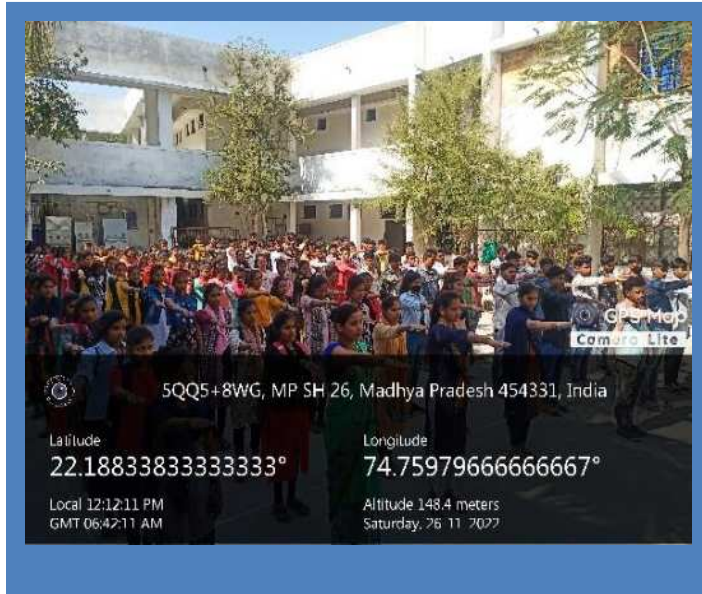 GPS Map
Camera Lite
5QQ5+8WG, MP SH 26, Madhya Pradesh 454331, India
Latitude
22.18833833333333°
Longitude
74.75979666666667°
Local 12:12:11 PM
GMT 06:42:11 AM
Altitude 148.4 meters
Saturday, 26-11-2022